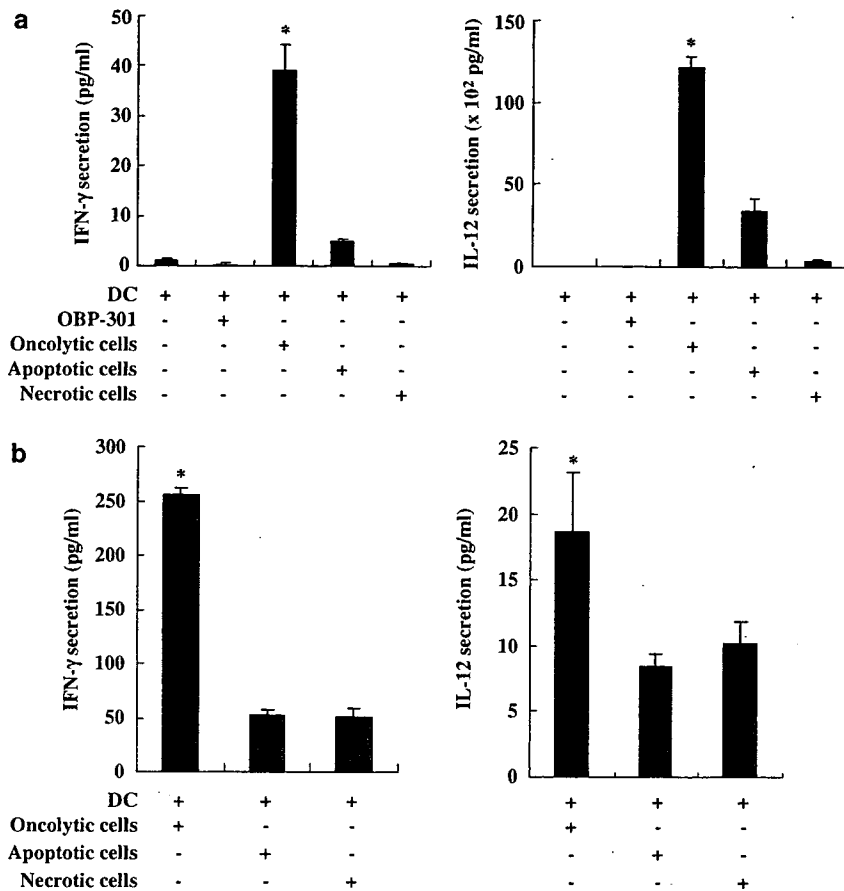 a
IFN-γ secretion (pg/ml)
50
40
30
20
10
0
*
IL-12 secretion (x 10² pg/ml)
150
100
50
0
*
DC + + + + +
OBP-301 - + - - -
Oncolytic cells - - + - -
Apoptotic cells - - - + -
Necrotic cells - - - - +
+ + + + +
- + - - -
- - + - -
- - - + -
- - - - +
b
IFN-γ secretion (pg/ml)
300
250
200
150
100
50
0
*
IL-12 secretion (pg/ml)
25
20
15
10
5
0
*
DC + + +
Oncolytic cells + - -
Apoptotic cells - + -
Necrotic cells - - +
+ + +
+ - -
- + -
- - +